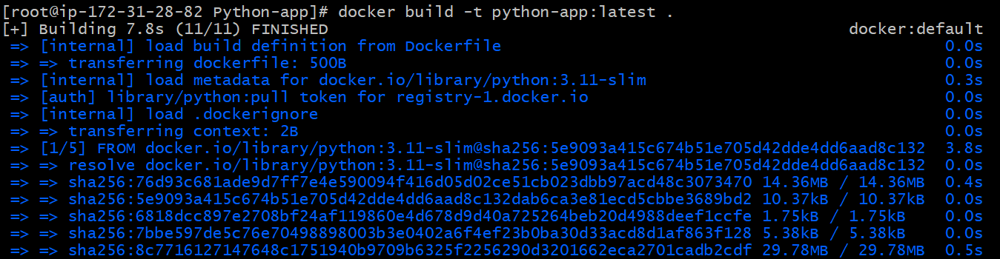 [root@ip-172-31-28-82 Python-app]# docker build -t python-app:latest .
[+] Building 7.8s (11/11) FINISHED docker:default
=> [internal] load build definition from Dockerfile 0.0s
=> => transferring dockerfile: 500B 0.0s
=> [internal] load metadata for docker.io/library/python:3.11-slim 0.3s
=> [auth] library/python:pull token for registry-1.docker.io 0.0s
=> [internal] load .dockerignore 0.0s
=> => transferring context: 2B 0.0s
=> [1/5] FROM docker.io/library/python:3.11-slim@sha256:5e9093a415c674b51e705d42dde4dd6aad8c132 3.8s
=> => resolve docker.io/library/python:3.11-slim@sha256:5e9093a415c674b51e705d42dde4dd6aad8c132 0.0s
=> => sha256:76d93c681ade9d7ff7e4e590094f416d05d02ce51cb023dbb97acd48c3073470 14.36MB / 14.36MB 0.4s
=> => sha256:5e9093a415c674b51e705d42dde4dd6aad8c132dab6ca3e81ecd5cbbe3689bd2 10.37kB / 10.37kB 0.0s
=> => sha256:6818dcc897e2708bf24af119860e4d678d9d40a725264beb20d4988deef1ccfe 1.75kB / 1.75kB 0.0s
=> => sha256:7bbe597de5c76e70498898003b3e0402a6f4ef23b0ba30d33acd8d1af863f128 5.38kB / 5.38kB 0.0s
=> => sha256:8c7716127147648c1751940b9709b6325f2256290d3201662eca2701cadb2cdf 29.78MB / 29.78MB 0.5s